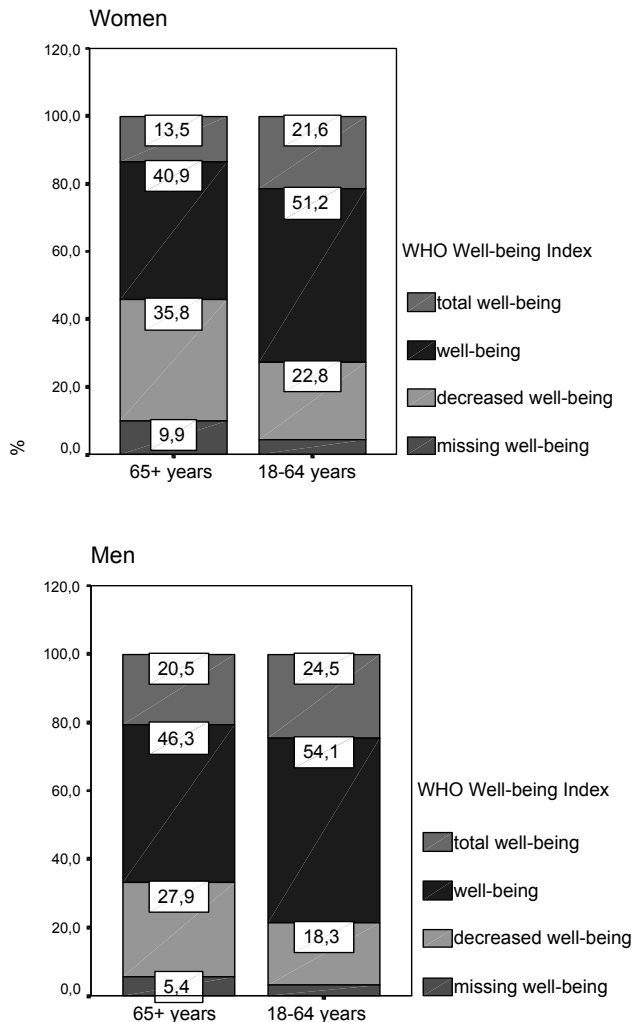 Women
120,0
100,0
80,0
60,0
40,0
20,0
0,0
%
13,5
21,6
40,9
51,2
35,8
22,8
9,9
65+ years
18-64 years
WHO Well-being Index
total well-being
well-being
decreased well-being
missing well-being
Men
120,0
100,0
80,0
60,0
40,0
20,0
0,0
20,5
24,5
46,3
54,1
27,9
18,3
5,4
65+ years
18-64 years
WHO Well-being Index
total well-being
well-being
decreased well-being
missing well-being